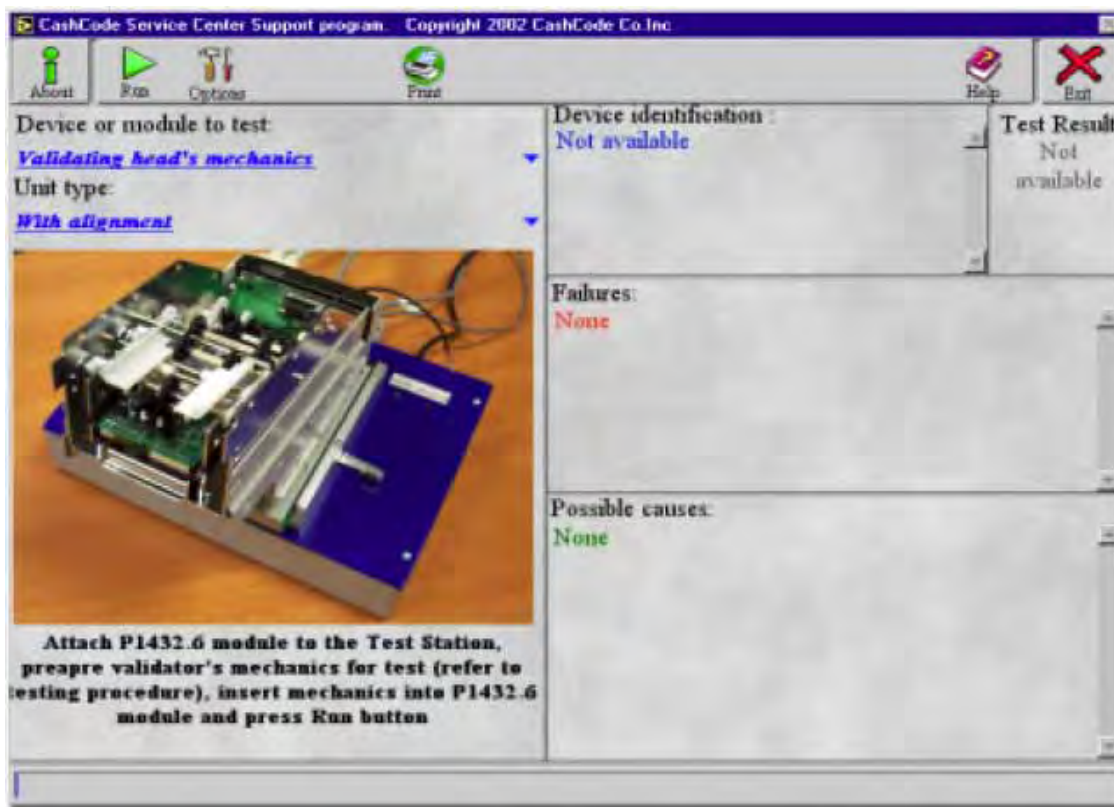 CashCode Service Center Support program. Copyright 2002 CashCode Co.Inc
About Run Options Print Help Exit
Device or module to test:
Validating head's mechanics
Unit type:
With alignment
Attach P1432.6 module to the Test Station,
preapre validator's mechanics for test (refer to
testing procedure), insert mechanics into P1432.6
module and press Run button
Device identification :
Not available
Test Result
Not
available
Failures:
None
Possible causes:
None